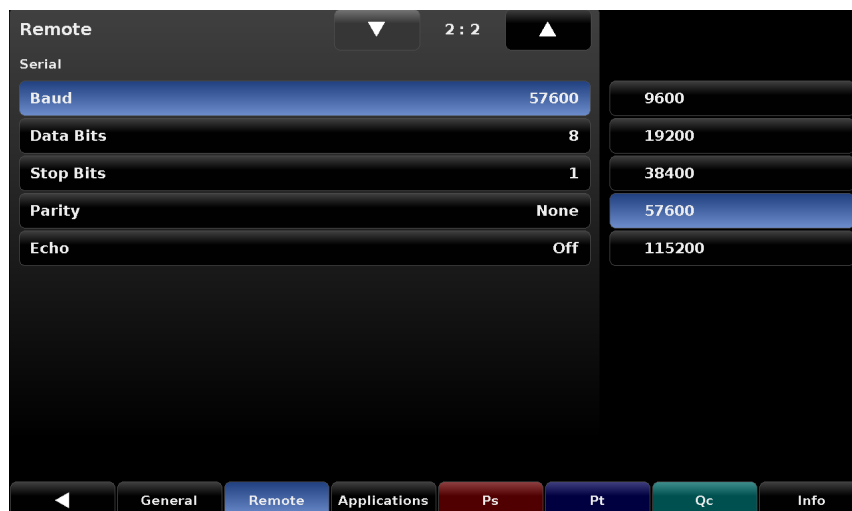 Remote 2 : 2
Serial
Baud 57600 9600
Data Bits 8 19200
Stop Bits 1 38400
Parity None 57600
Echo Off 115200
General Remote Applications Ps Pt Qc Info